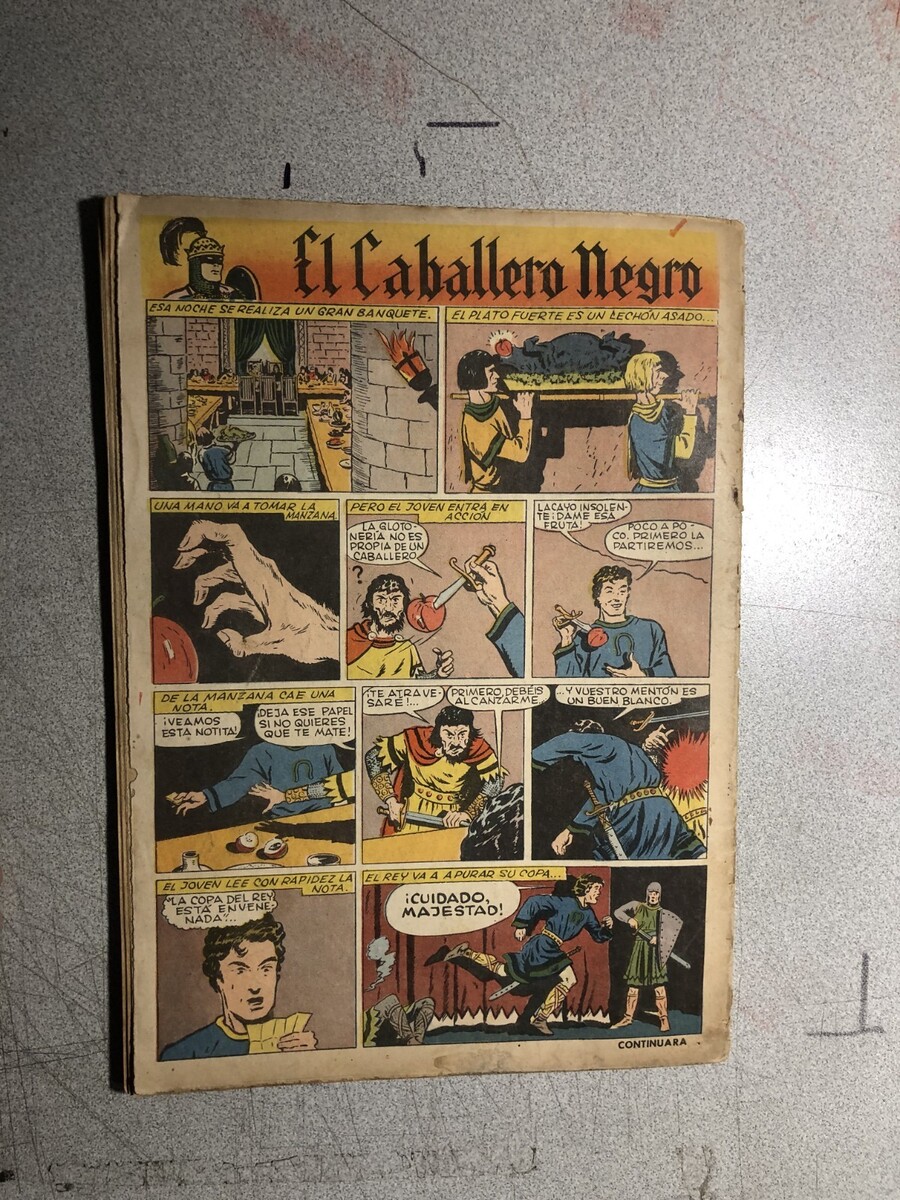 El Caballero Negro
ESA NOCHE SE REALIZA UN GRAN BANQUETE.
EL PLATO FUERTE ES UN LECHÓN ASADO...
UNA MANO VA A TOMAR LA
MANZANA
PERO EL JOVEN ENTRA EN
ACCIÓN
LA GLOTO-
NERÍA NO ES
PROPIA DE UN
CABALLERO
?
LACAYO INSOLEN-
TE ¡DAME ESA
FRUTA!
POCO A PO-
CO. PRIMERO LA
PARTIREMOS...
DE LA MANZANA CAE UNA
NOTA.
¡VEAMOS
ESTA NOTITA!
¡DEJA ESE PAPEL
SI NO QUIERES
QUE TE MATE!
¡TE ATRAVE-
SARÉ!...
PRIMERO, DEBÉIS
ALCANZARME...
...Y VUESTRO MENTÓN ES
UN BUEN BLANCO.
EL JOVEN LEE CON RAPIDEZ LA
NOTA.
"LA COPA DEL REY
ESTÁ ENVENE-
NADA"...
EL REY VA A APURAR SU COPA...
¡CUIDADO,
MAJESTAD!
CONTINUARA